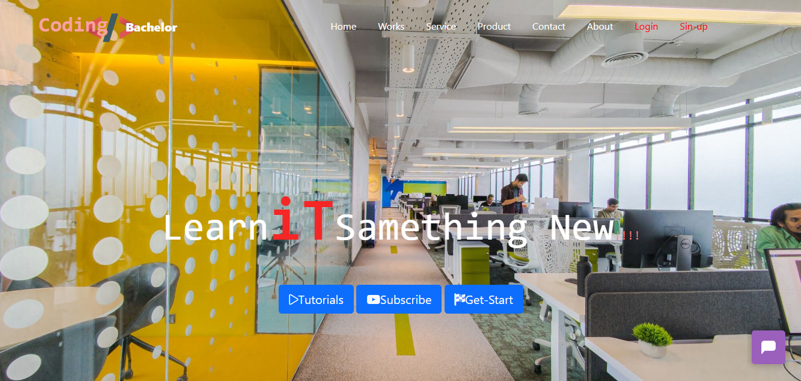 Coding Bachelor
Home Works Service Product Contact About Login Sin-up
Learn iT Samething New !!!
Tutorials Subscribe Get-Start